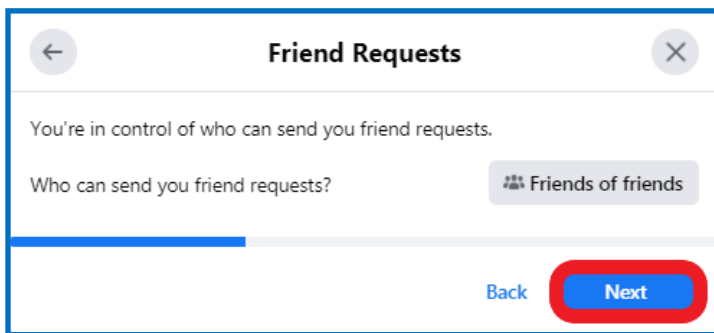 Friend Requests
You're in control of who can send you friend requests.
Who can send you friend requests?
Friends of friends
Back
Next